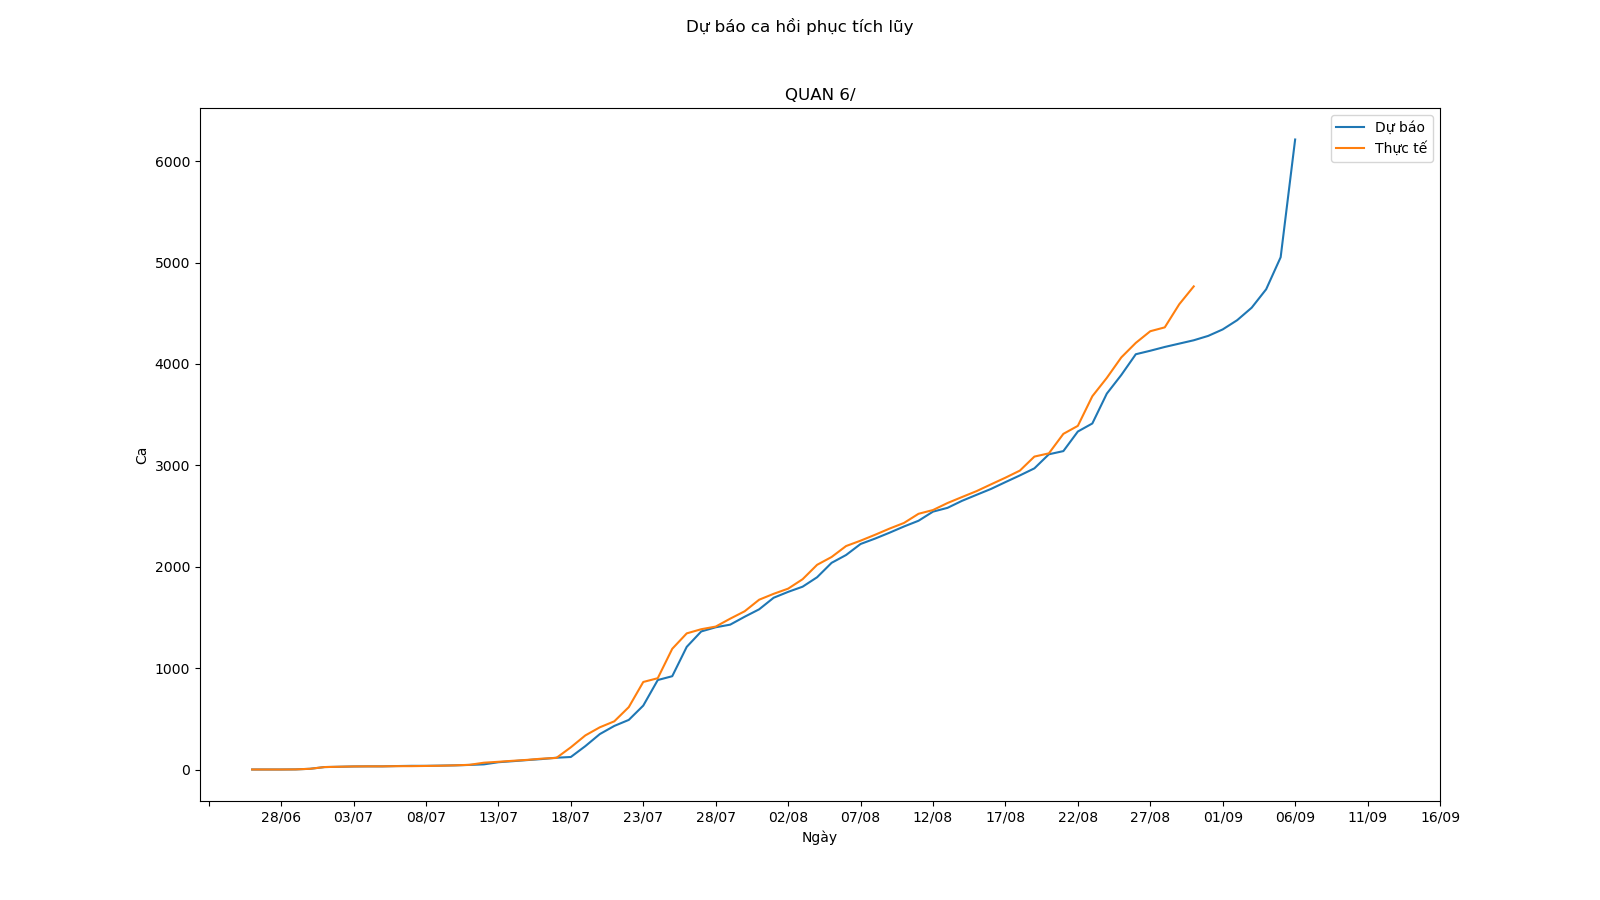 Dự báo ca hồi phục tích lũy
QUAN 6/
Dự báo
Thực tế
6000
5000
4000
3000
2000
1000
0
Ca
28/06 03/07 08/07 13/07 18/07 23/07 28/07 02/08 07/08 12/08 17/08 22/08 27/08 01/09 06/09 11/09 16/09
Ngày